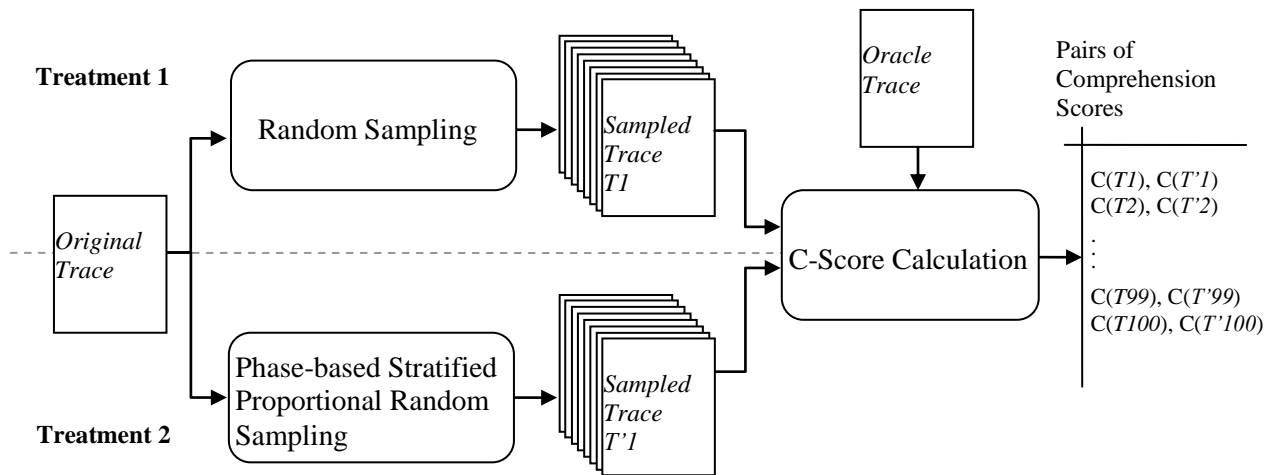 Treatment 1
Random Sampling
Sampled
Trace
T1
Oracle
Trace
Pairs of
Comprehension
Scores
Original
Trace
C-Score Calculation
C(T1), C(T'1)
C(T2), C(T'2)
.
.
.
C(T99), C(T'99)
C(T100), C(T'100)
Treatment 2
Phase-based Stratified
Proportional Random
Sampling
Sampled
Trace
T'1